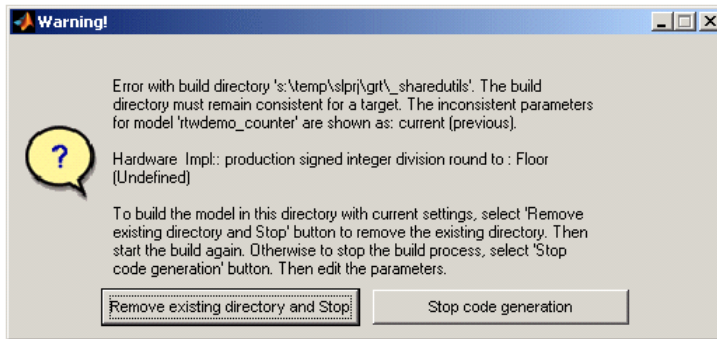 Warning!
Error with build directory 's:\temp\slprj\grt\_sharedutils'. The build
directory must remain consistent for a target. The inconsistent parameters
for model 'rtwdemo_counter' are shown as: current (previous).
Hardware Impl:: production signed integer division round to : Floor
(Undefined)
To build the model in this directory with current settings, select 'Remove
existing directory and Stop' button to remove the existing directory. Then
start the build again. Otherwise to stop the build process, select 'Stop
code generation' button. Then edit the parameters.
Remove existing directory and Stop
Stop code generation